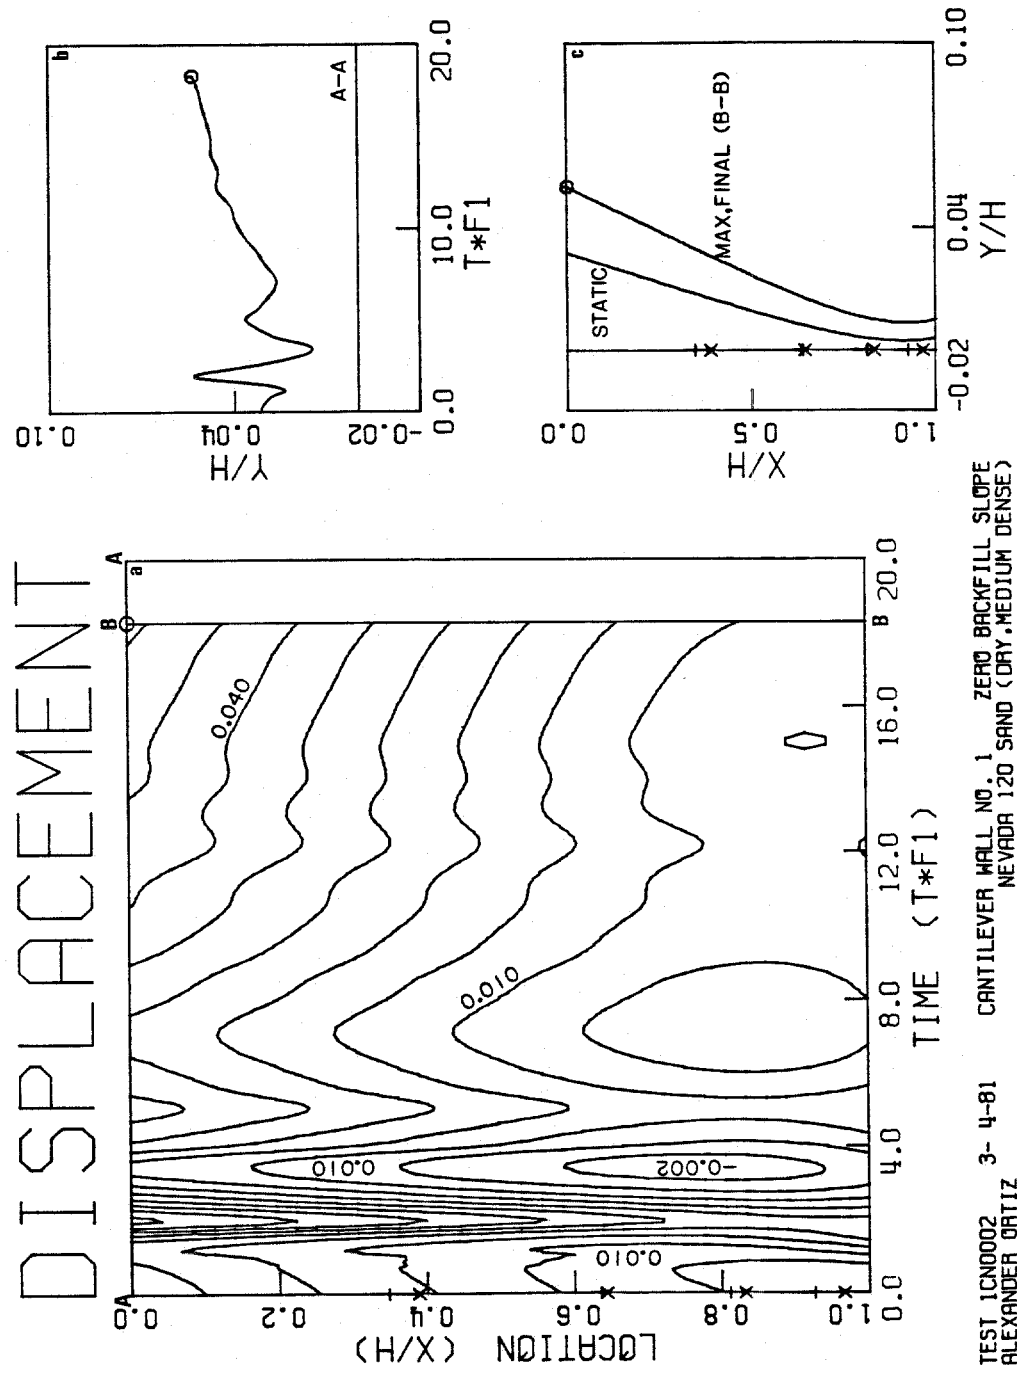 DISPLACEMENT
A
B
A
a
0.0
0.2
0.4
0.6
0.8
1.0
LOCATION (X/H)
0.040
0.010
0.010
-0.002
0.010
B
0.0
4.0
8.0
12.0
16.0
20.0
TIME (T*F1)
b
0.10
0.04
-0.02
Y/H
A-A
0.0
10.0
20.0
T*F1
c
0.0
0.5
1.0
X/H
STATIC
MAX,FINAL (B-B)
-0.02
0.04
0.10
Y/H
TEST 1CN0002 3- 4-81 CANTILEVER WALL NO. 1 ZERO BACKFILL SLOPE
ALEXANDER ORTIZ NEVADA 120 SAND (DRY,MEDIUM DENSE)